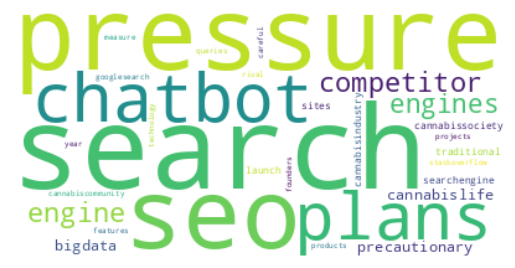 pressure
measure
queries
careful
googlesearch
rival
chatbot
competitor
sites
engines
technology
cannabisindustry
cannabissociety
projects
search
year
traditional
stackoverflow
launch
founders
searchengine
cannabiscommunity
cannabislife
engine
seo
plans
features
bigdata
products
precautionary